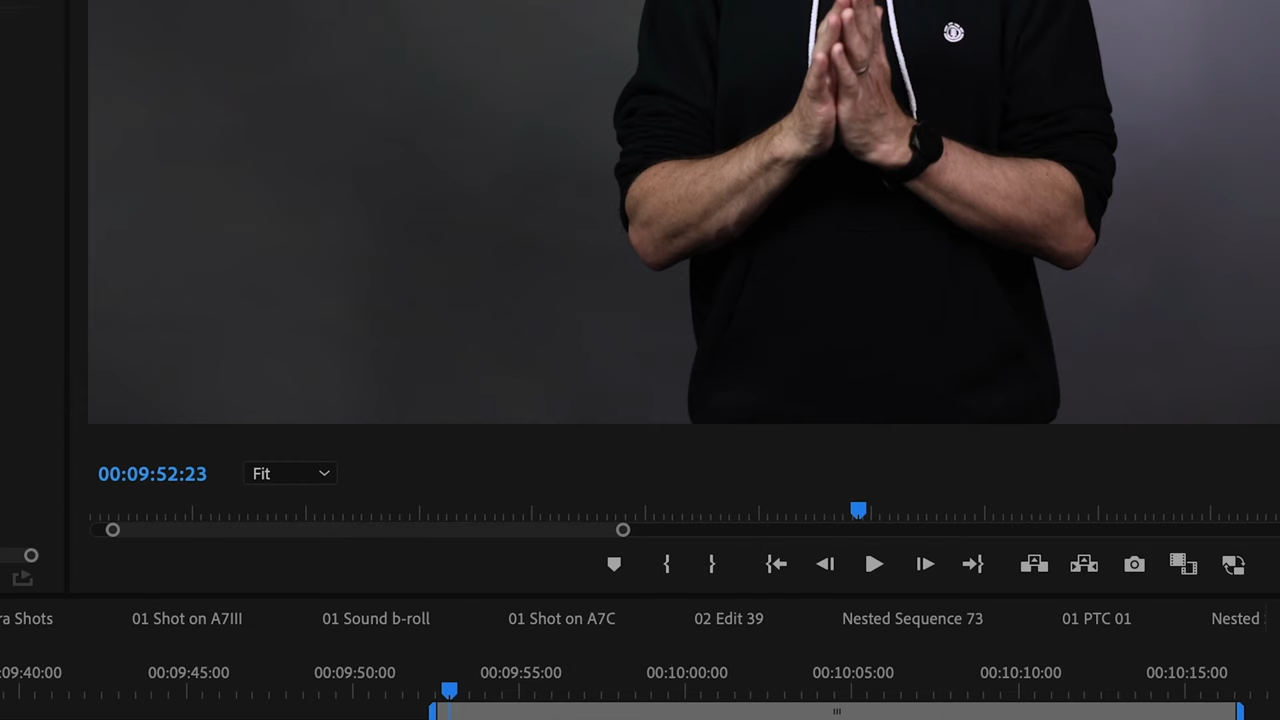 00:09:52:23 Fit
ra Shots 01 Shot on A7III 01 Sound b-roll 01 Shot on A7C 02 Edit 39 Nested Sequence 73 01 PTC 01 Nested
:09:40:00 00:09:45:00 00:09:50:00 00:09:55:00 00:10:00:00 00:10:05:00 00:10:10:00 00:10:15:00